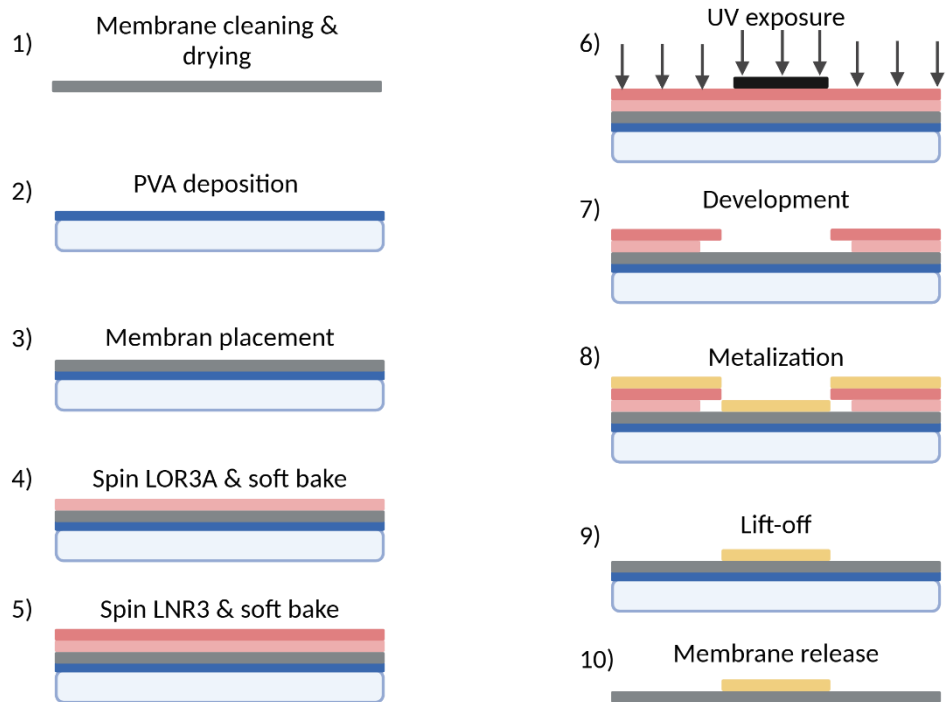 1)
Membrane cleaning &
drying
2)
PVA deposition
3)
Membran placement
4)
Spin LOR3A & soft bake
5)
Spin LNR3 & soft bake
6)
UV exposure
7)
Development
8)
Metalization
9)
Lift-off
10)
Membrane release